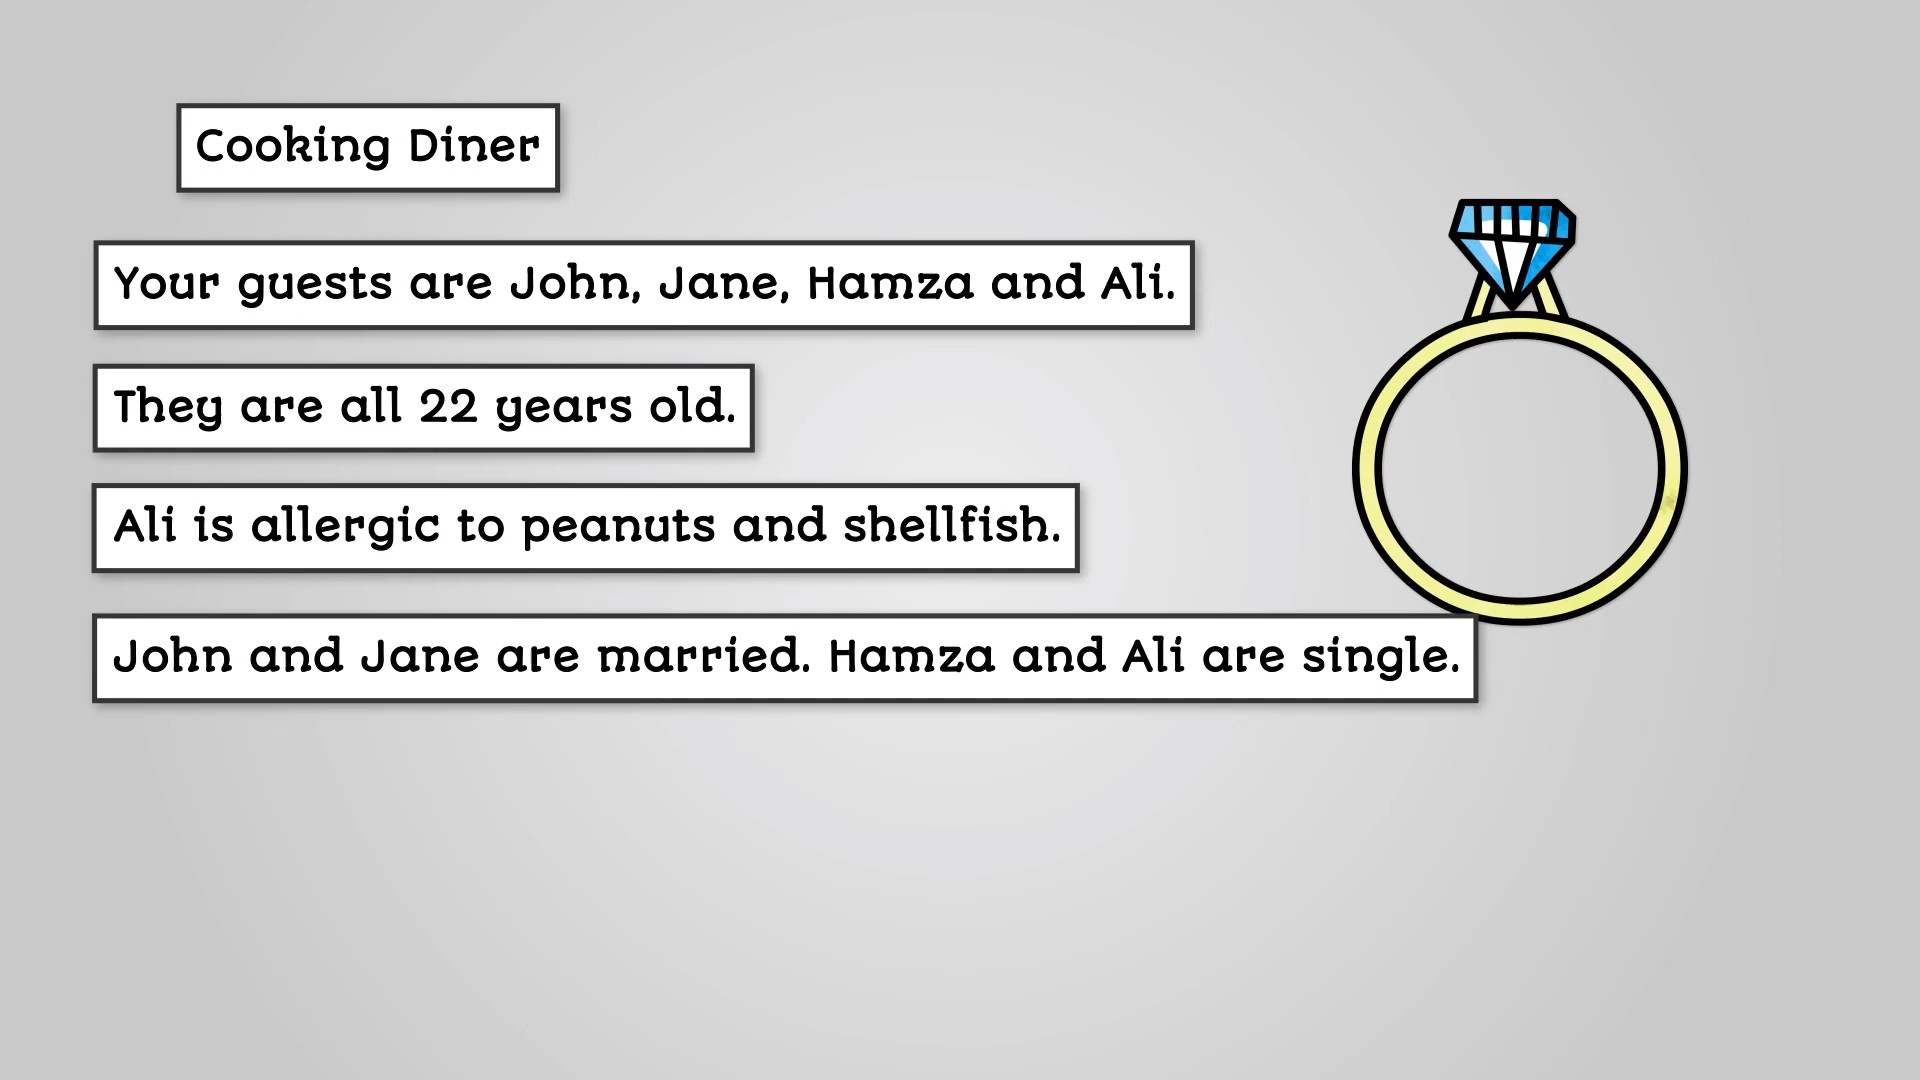 Cooking Diner
Your guests are John, Jane, Hamza and Ali.
They are all 22 years old.
Ali is allergic to peanuts and shellfish.
John and Jane are married. Hamza and Ali are single.